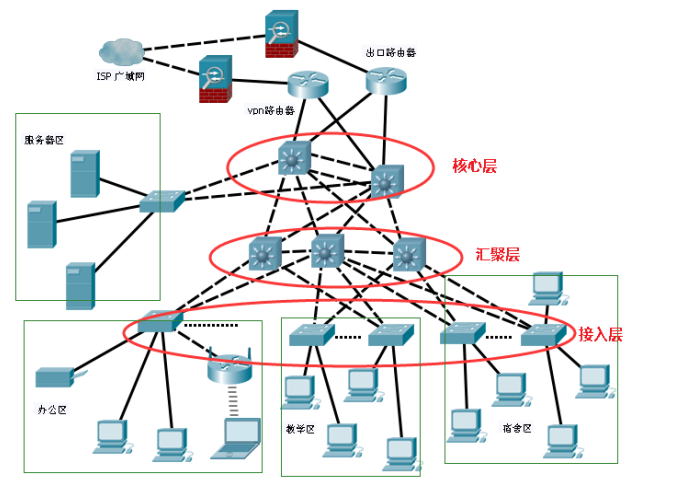 出口路由器
ISP 广域网
vpn路由器
服务器区
核心层
汇聚层
接入层
办公区
教学区
宿舍区